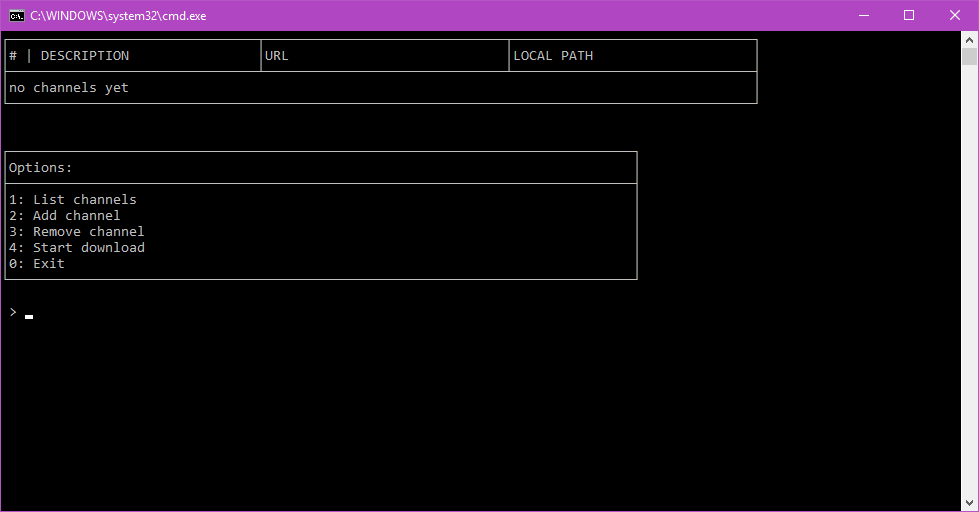 C:\WINDOWS\system32\cmd.exe
# | DESCRIPTION URL LOCAL PATH
no channels yet
Options:
1: List channels
2: Add channel
3: Remove channel
4: Start download
0: Exit
>